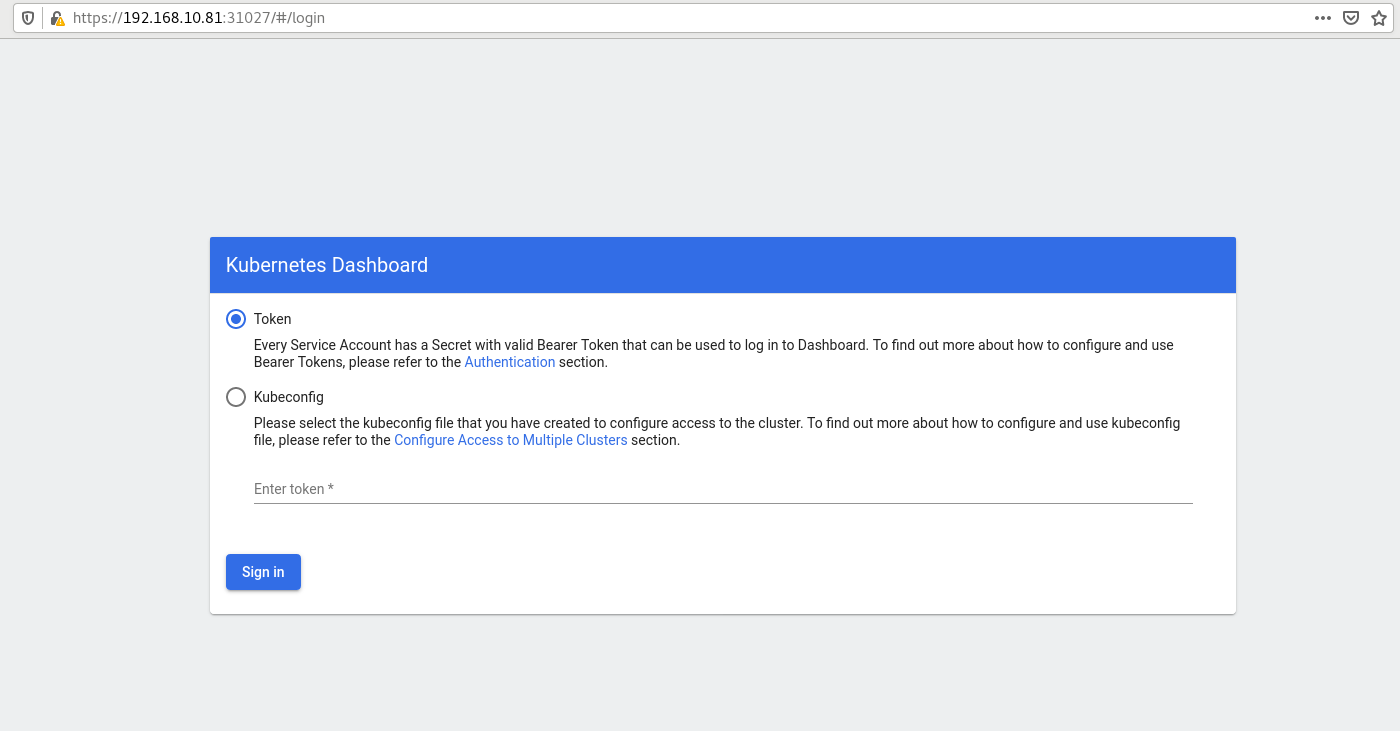 https://192.168.10.81:31027/#/login
Kubernetes Dashboard
Token
Every Service Account has a Secret with valid Bearer Token that can be used to log in to Dashboard. To find out more about how to configure and use
Bearer Tokens, please refer to the Authentication section.
Kubeconfig
Please select the kubeconfig file that you have created to configure access to the cluster. To find out more about how to configure and use kubeconfig
file, please refer to the Configure Access to Multiple Clusters section.
Enter token *
Sign in